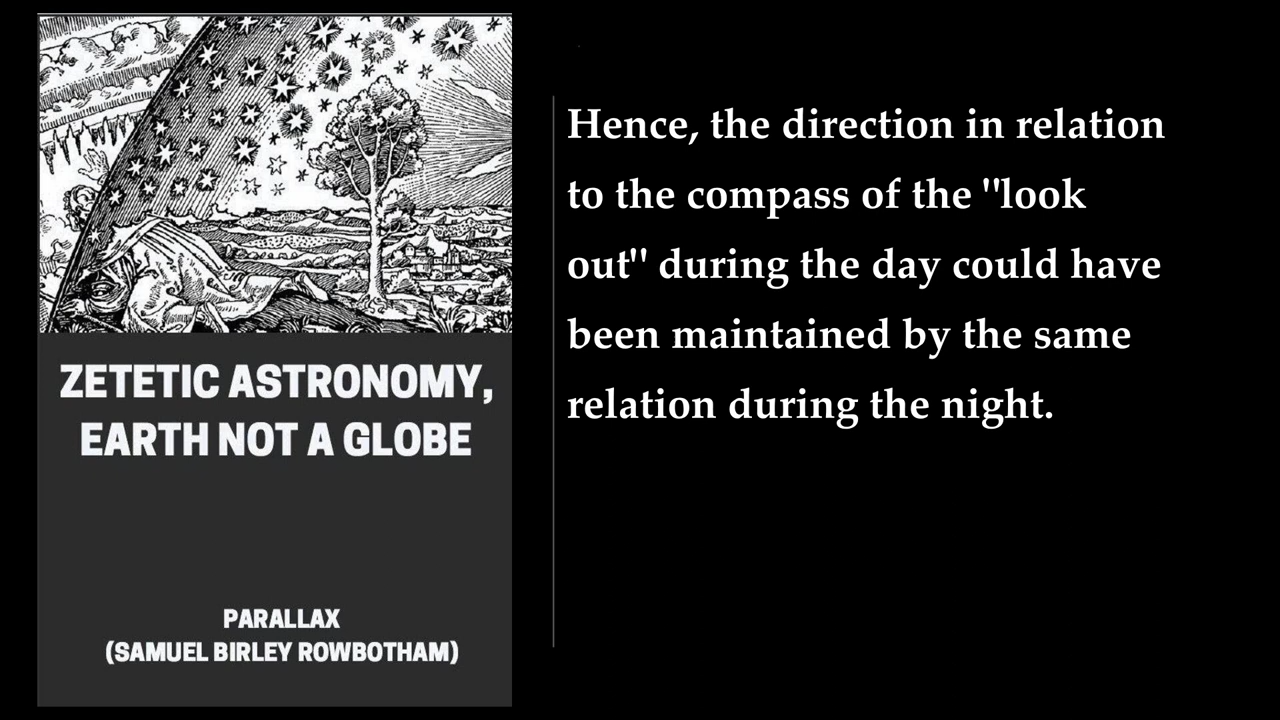 ZETETIC ASTRONOMY,
EARTH NOT A GLOBE
PARALLAX
(SAMUEL BIRLEY ROWBOTHAM)
Hence, the direction in relation
to the compass of the "look
out" during the day could have
been maintained by the same
relation during the night.